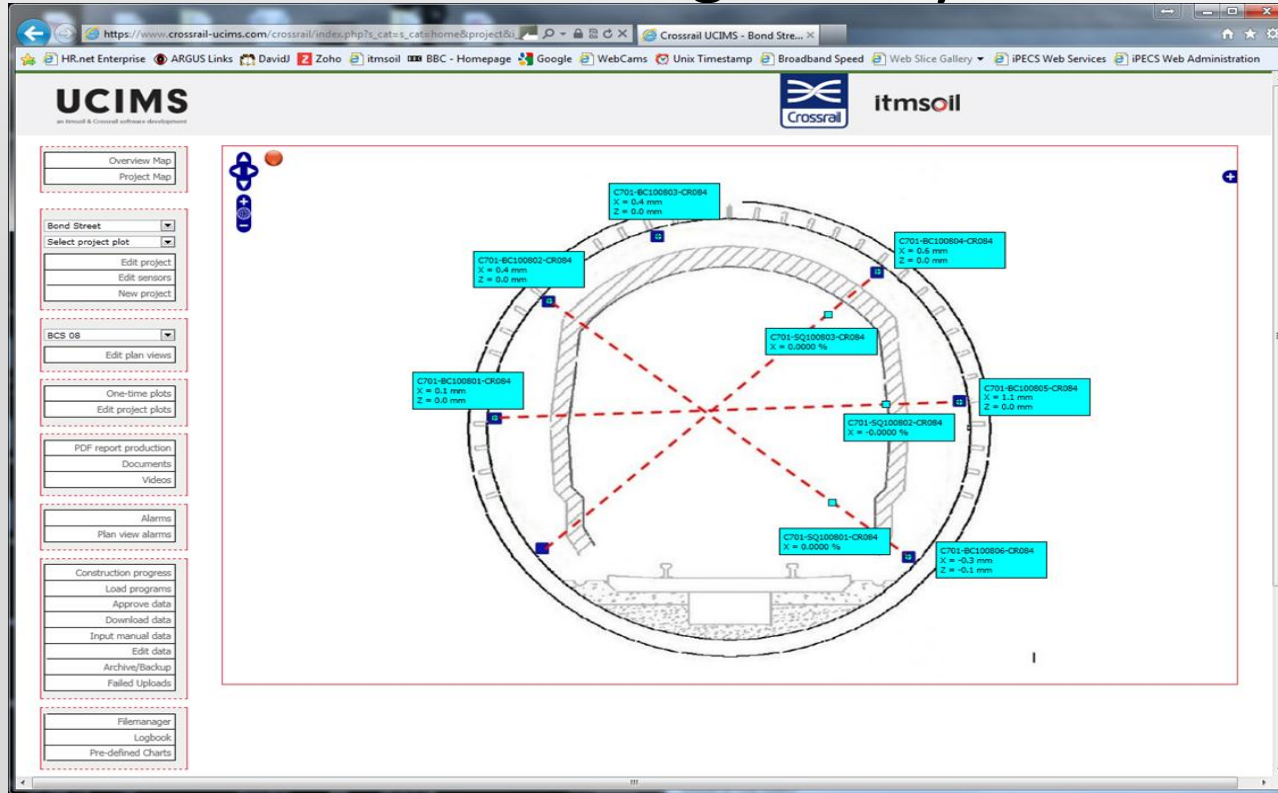 https://www.crossrail-ucims.com/crossrail/index.php?s_cat=s_cat=home&project&i
Crossrail UCIMS - Bond Stre...
HR.net Enterprise ARGUS Links DavidJ Zoho itmsoil BBC - Homepage Google WebCams Unix Timestamp Broadband Speed Web Slice Gallery iPECS Web Services iPECS Web Administration
UCIMS
an itmsoil & Crossrail software development
Crossrail
itmsoil
Overview Map
Project Map
Bond Street
Select project plot
Edit project
Edit sensors
New project
BCS 08
Edit plan views
One-time plots
Edit project plots
PDF report production
Documents
Videos
Alarms
Plan view alarms
Construction progress
Load programs
Approve data
Download data
Input manual data
Edit data
Archive/Backup
Failed Uploads
Filemanager
Logbook
Pre-defined Charts
C701-BC100803-CR084
X = 0.4 mm
Z = 0.0 mm
C701-BC100804-CR084
X = 0.6 mm
Z = 0.0 mm
C701-BC100802-CR084
X = 0.4 mm
Z = 0.0 mm
C701-SQ100803-CR084
X = 0.0000 %
C701-BC100801-CR084
X = 0.1 mm
Z = 0.0 mm
C701-BC100805-CR084
X = 1.1 mm
Z = 0.0 mm
C701-SQ100802-CR084
X = -0.0000 %
C701-SQ100801-CR084
X = 0.0000 %
C701-BC100806-CR084
X = -0.3 mm
Z = -0.1 mm